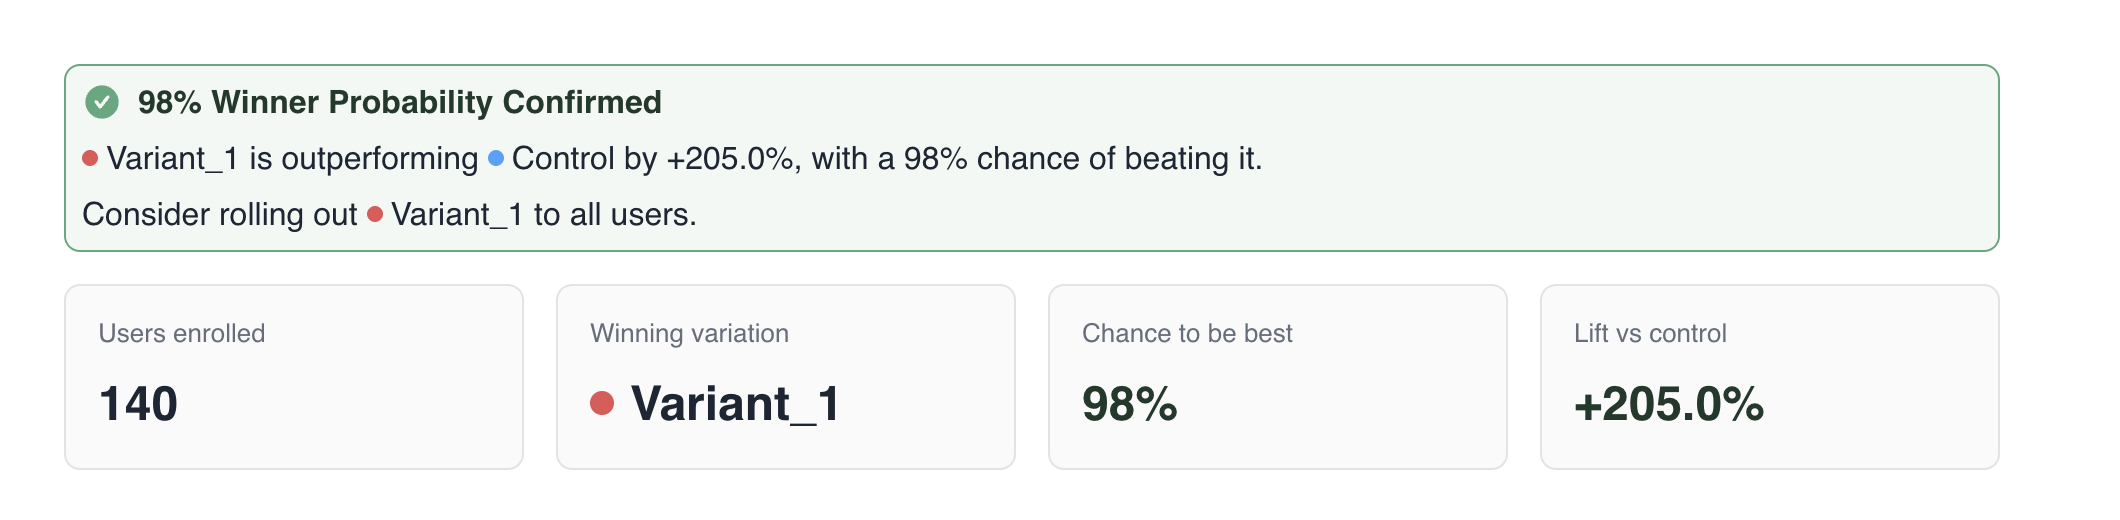 98% Winner Probability Confirmed
Variant_1 is outperforming Control by +205.0%, with a 98% chance of beating it.
Consider rolling out Variant_1 to all users.
Users enrolled
140
Winning variation
Variant_1
Chance to be best
98%
Lift vs control
+205.0%